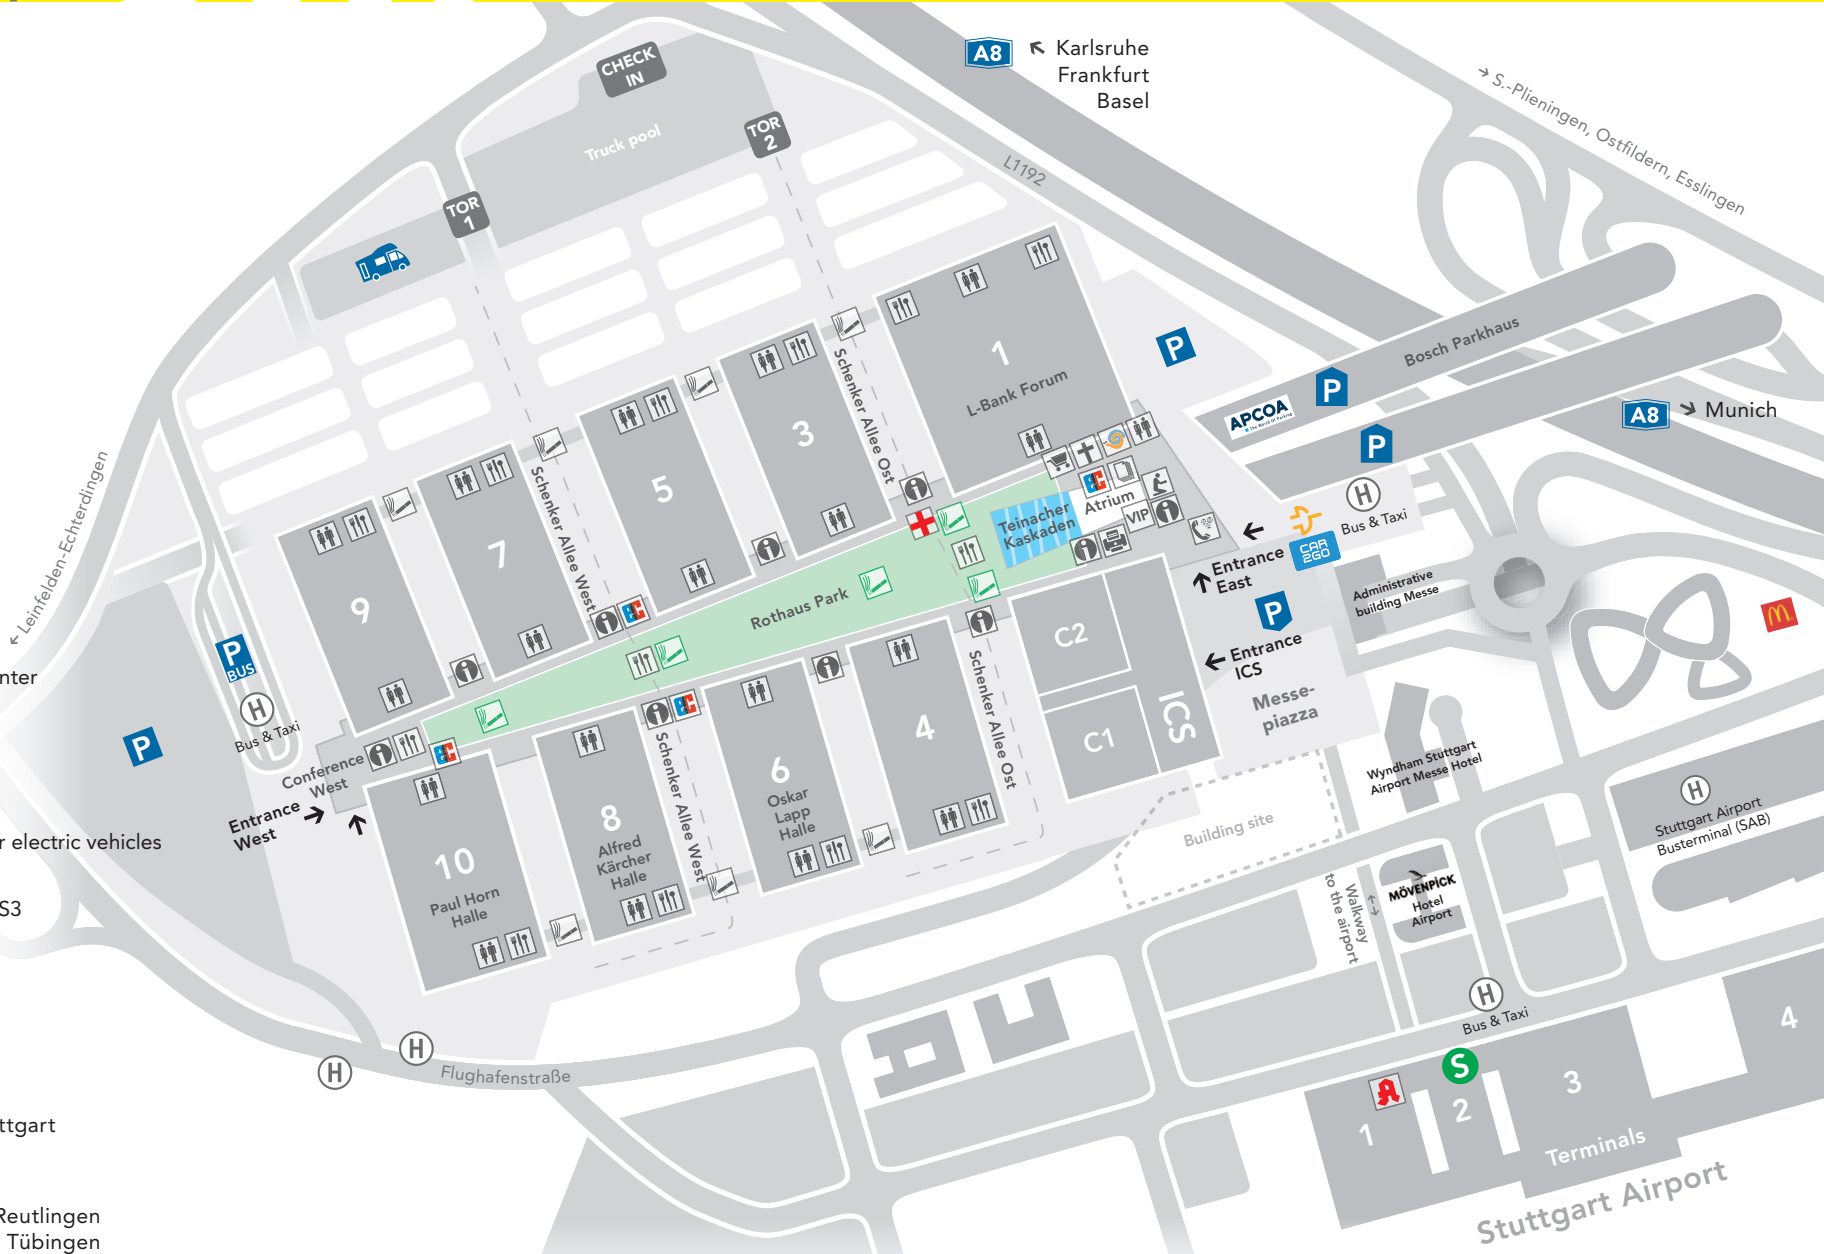 CHECK
IN
Truck pool
TOR
2
TOR
1
A8
Karlsruhe
Frankfurt
Basel
L1192
S.-Plieningen, Ostfildern, Esslingen
Leinfelden-Echterdingen
Bosch Parkhaus
APCOA
P
P
P
A8
Munich
1
L-Bank Forum
3
5
7
9
Schenker Allee Ost
Schenker Allee West
Teinacher
Kaskaden
Atrium
VIP
Rothaus Park
H
Bus & Taxi
CAR
2GO
Entrance
East
P
Entrance
ICS
Administrative
building Messe
Messe-
piazza
C2
C1
ICS
4
6
Oskar
Lapp
Halle
8
Alfred
Kärcher
Halle
10
Paul Horn
Halle
Schenker Allee Ost
Schenker Allee West
P
BUS
H
Bus & Taxi
P
Conference
West
Entrance
West
nter
r electric vehicles
S3
ttgart
Reutlingen
Tübingen
H
H
Flughafenstraße
Building site
Wyndham Stuttgart
Airport Messe Hotel
H
Stuttgart Airport
Busterminal (SAB)
Walkway
to the airport
MÖVENPICK
Hotel
Airport
H
Bus & Taxi
S
1
2
3
4
Terminals
Stuttgart Airport